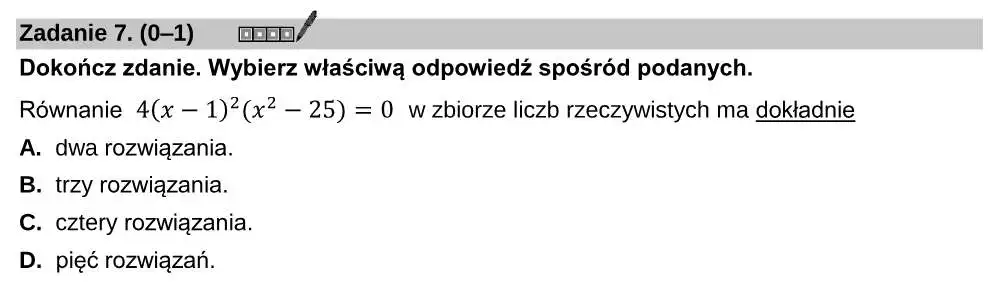 Zadanie 7. (0–1)
Dokończ zdanie. Wybierz właściwą odpowiedź spośród podanych.
Równanie 4(x − 1)²(x² − 25) = 0 w zbiorze liczb rzeczywistych ma dokładnie
A. dwa rozwiązania.
B. trzy rozwiązania.
C. cztery rozwiązania.
D. pięć rozwiązań.